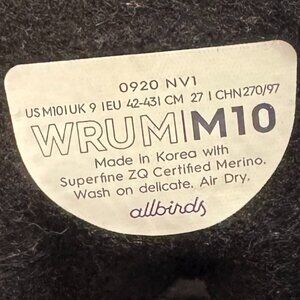 0920 NV1
US M10 | UK 9 | EU 42-43 | CM 27 | CHN270/97
WRUM|M10
Made in Korea with
Superfine ZQ Certified Merino.
Wash on delicate. Air Dry.
allbirds